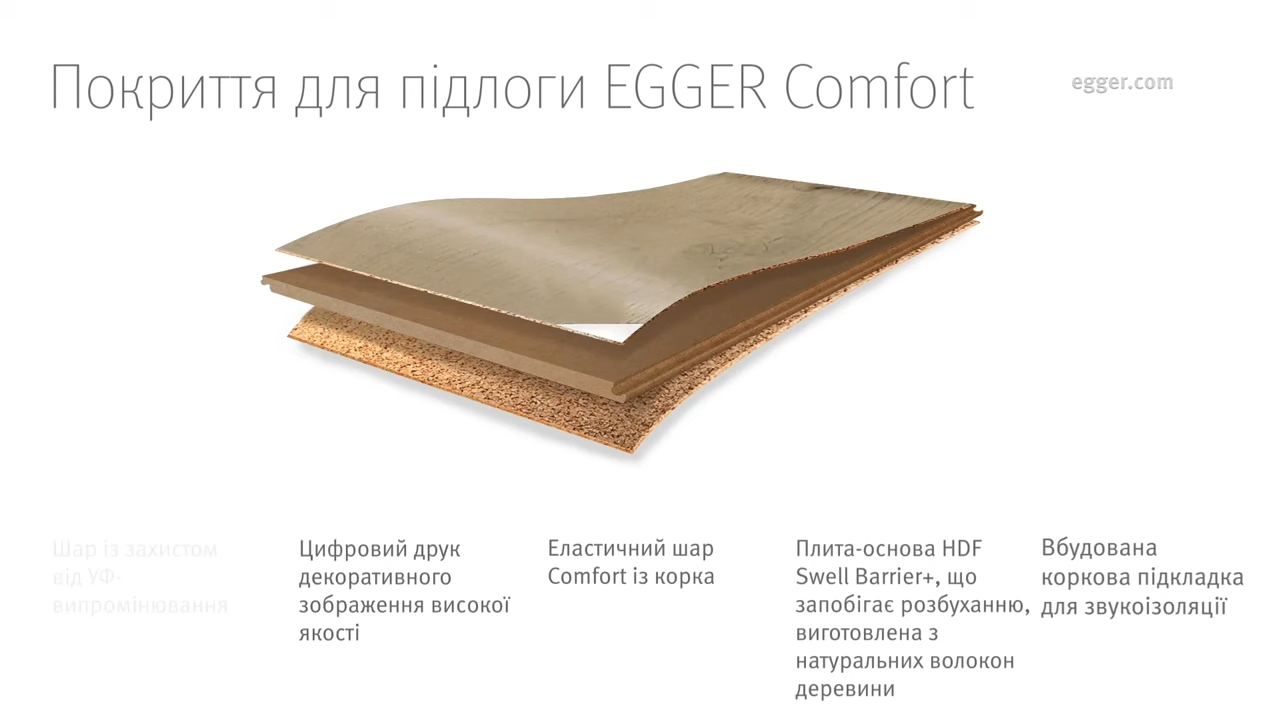 Покриття для підлоги EGGER Comfort
egger.com
Шар із захистом
від УФ-
випромінювання
Цифровий друк
декоративного
зображення високої
якості
Еластичний шар
Comfort із корка
Плита-основа HDF
Swell Barrier+, що
запобігає розбуханню,
виготовлена з
натуральних волокон
деревини
Вбудована
коркова підкладка
для звукоізоляції